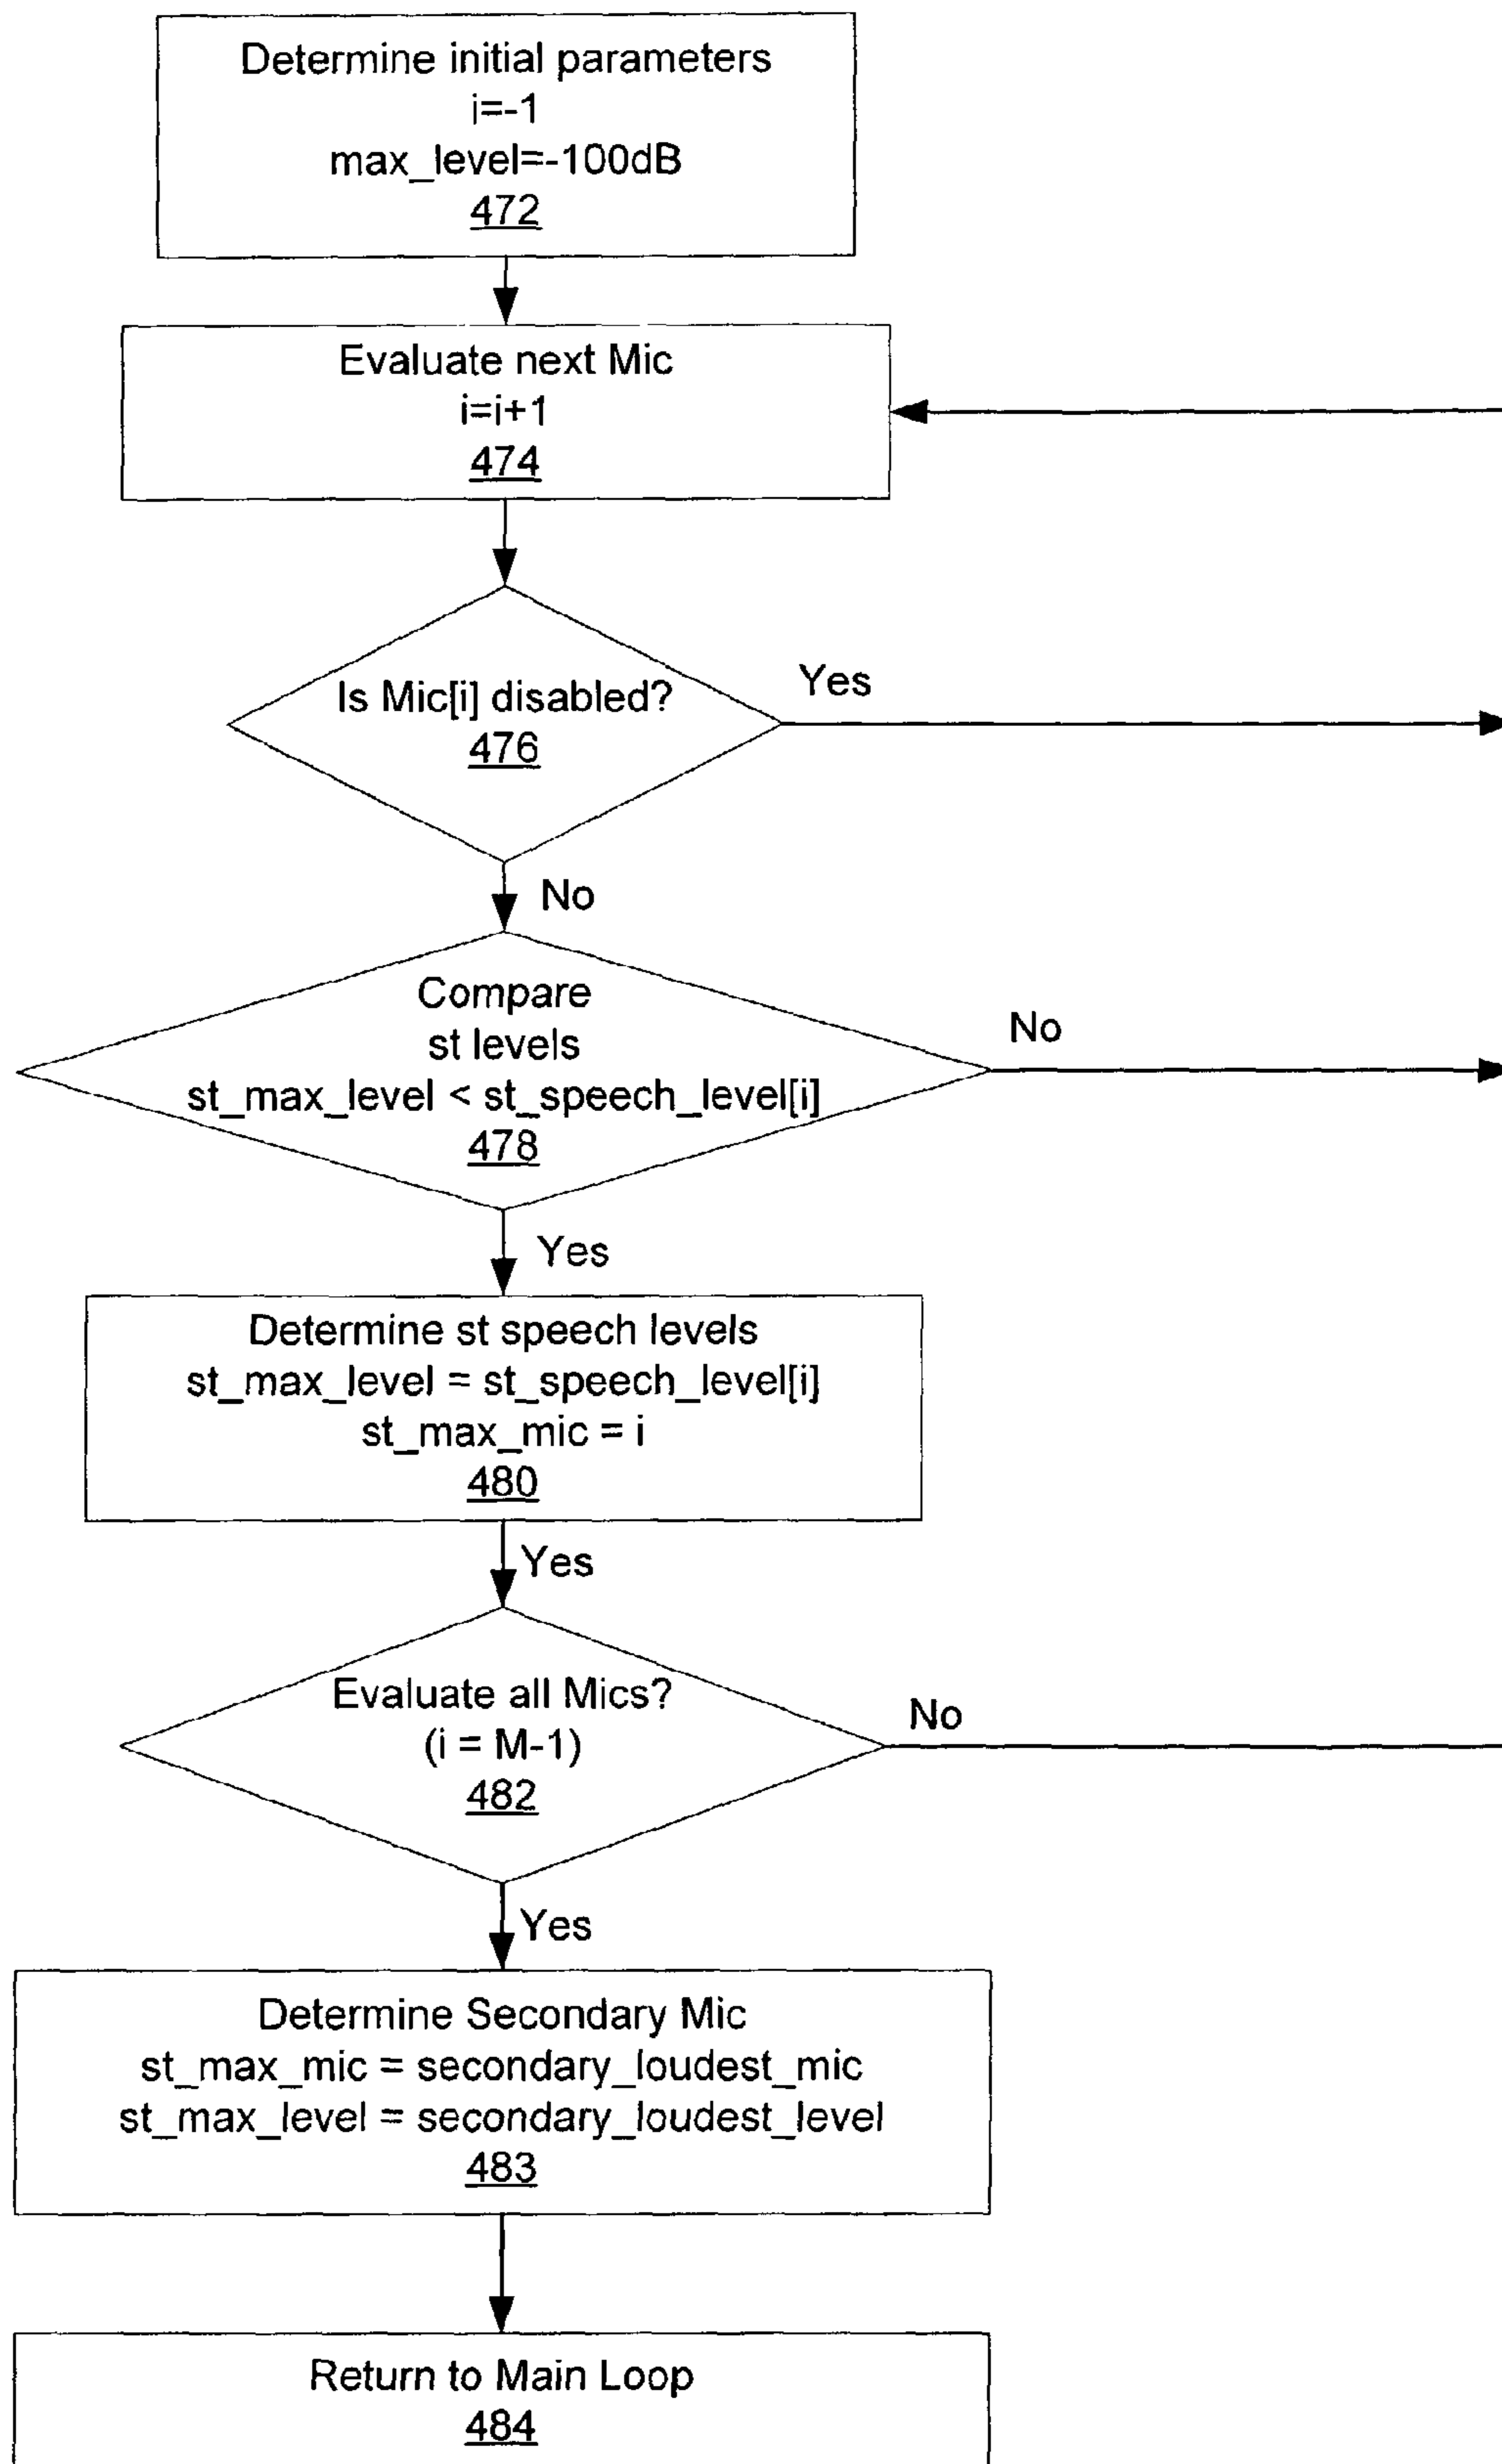 Determine initial parameters
i=-1
max_level=-100dB
472
Evaluate next Mic
i=i+1
474
Is Mic[i] disabled?
476
Yes
No
Compare
st levels
st_max_level < st_speech_level[i]
478
No
Yes
Determine st speech levels
st_max_level = st_speech_level[i]
st_max_mic = i
480
Yes
Evaluate all Mics?
(i = M-1)
482
No
Yes
Determine Secondary Mic
st_max_mic = secondary_loudest_mic
st_max_level = secondary_loudest_level
483
Return to Main Loop
484